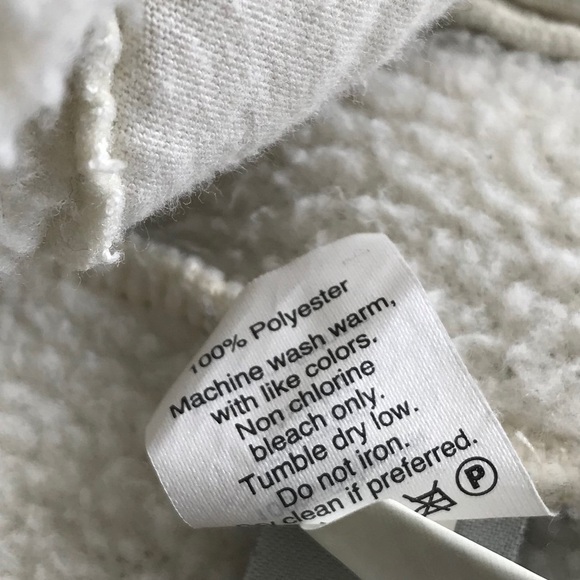 100% Polyester
Machine wash warm,
with like colors.
Non chlorine
bleach only.
Tumble dry low.
Do not iron.
clean if preferred.
P